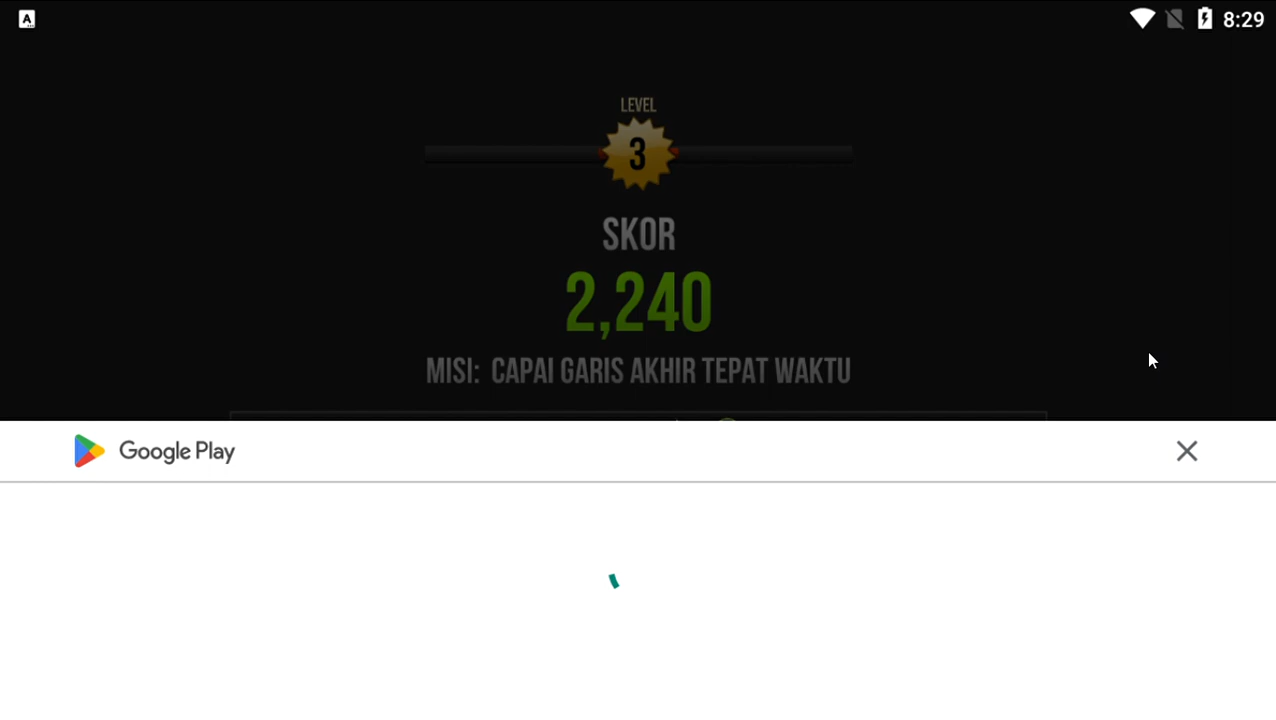 8:29
LEVEL
3
SKOR
2,240
MISI: CAPAI GARIS AKHIR TEPAT WAKTU
Google Play